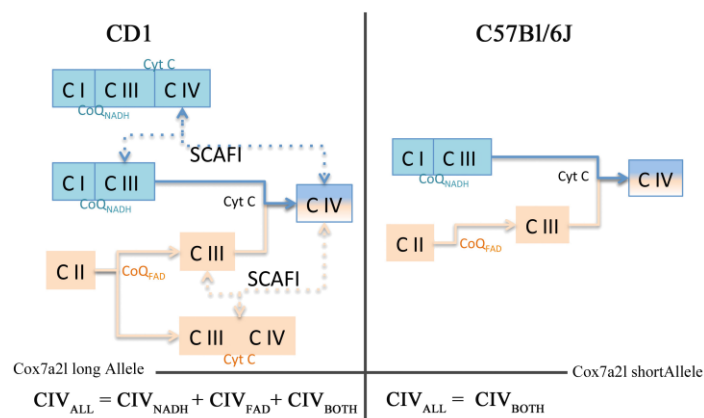 CD1
C57Bl/6J
Cyt C
C I C III C IV
CoQNADH
SCAFI
C I C III
CoQNADH
Cyt C
C IV
C II
CoQFAD
C III
SCAFI
C III C IV
Cyt C
C I C III
CoQNADH
Cyt C
C IV
C II
CoQFAD
C III
Cox7a2l long Allele
Cox7a2l shortAllele
CIVALL = CIVNADH + CIVFAD + CIVBOTH
CIVALL = CIVBOTH